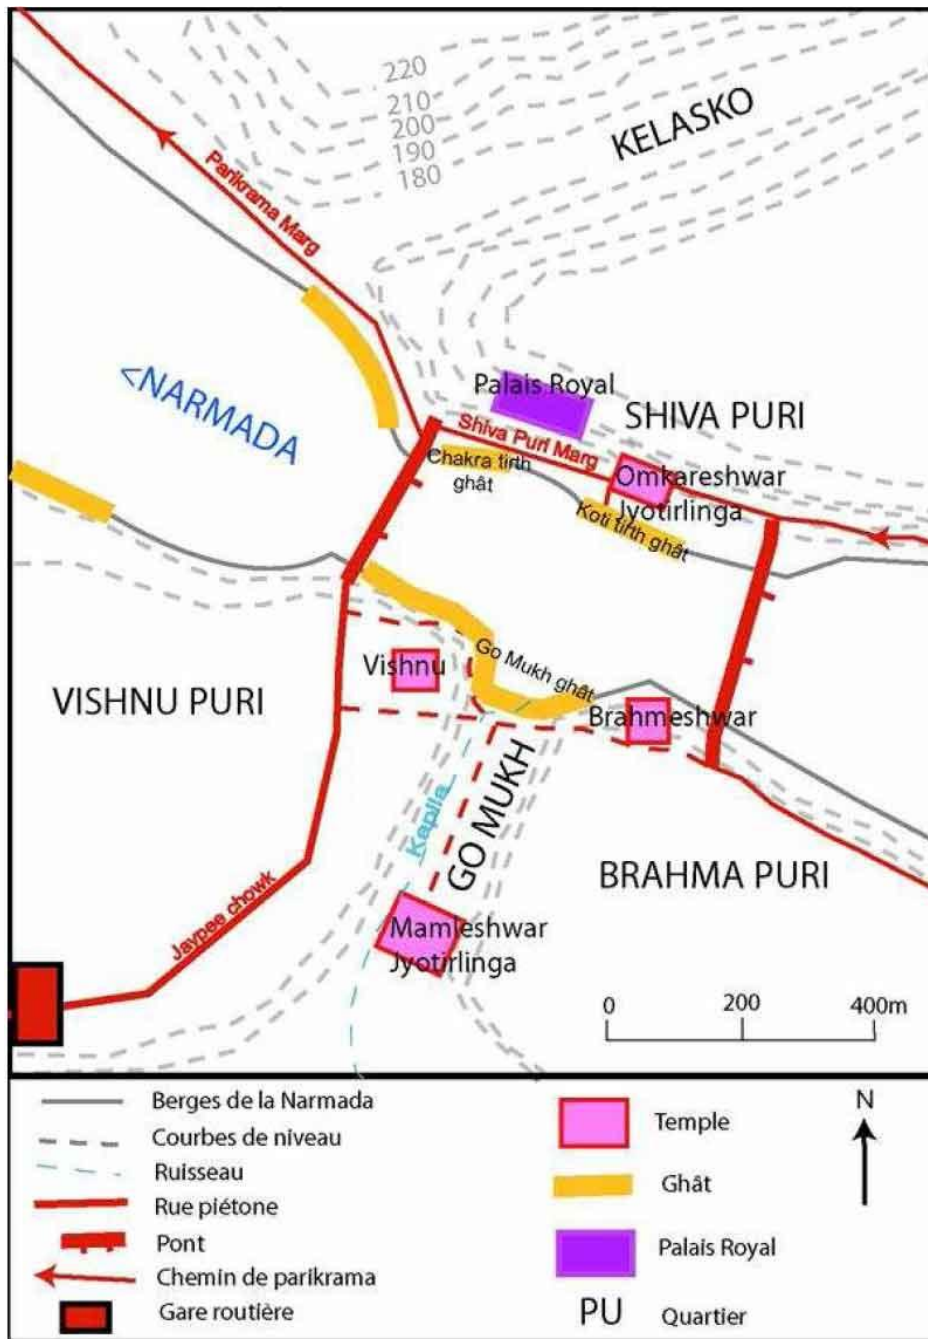 220
210
200
190
180
KELASKO
Parikrama Marg
<NARMADA
Palais Royal
SHIVA PURI
Shiva Puri Marg
Chakra tirth
ghât
Omkareshwar
Jyotirlinga
Koti tirth ghât
Go Mukh ghât
Vishnu
VISHNU PURI
Brahmeshwar
Kapila
GO MUKH
BRAHMA PURI
Jaypee chowk
Mamleshwar
Jyotirlinga
0 200 400m
Berges de la Narmada
Courbes de niveau
Ruisseau
Rue piétone
Pont
Chemin de parikrama
Gare routière
Temple
Ghât
Palais Royal
PU Quartier
N